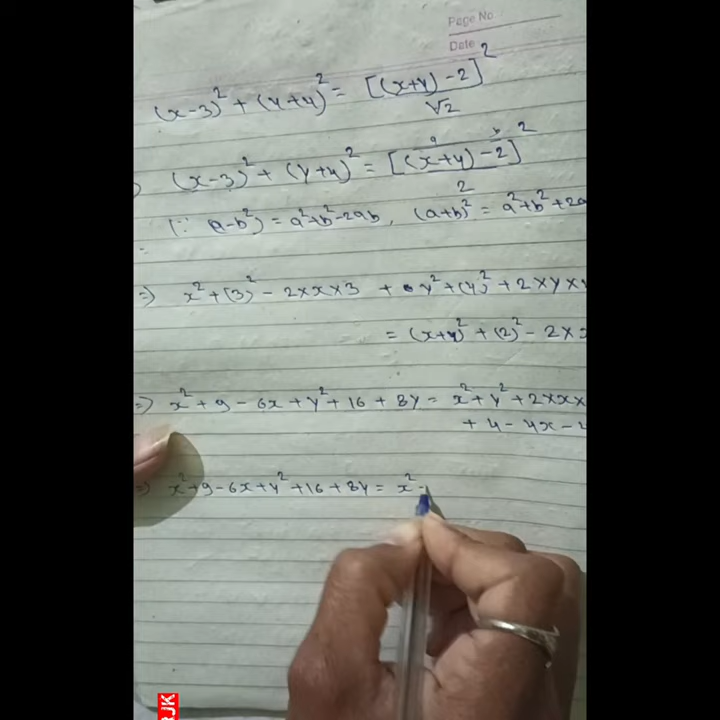 Page No
Date
(x-3)² + (y+4)² = [(x+y) -2]²
√2
) (x-3)² + (y+4)² = [(x+y) -2]²
2
(∵ (a-b²) = a²+b²-2ab, (a+b)² = a²+b²+2a
=
=) x² + (3)² - 2×x×3 + y² + (4)² + 2×y×
= (x+y)² + (2)² - 2×
=) x² + 9 - 6x + y² + 16 + 8y = x² + y² + 2×x×
+ 4 - 4x -
=) x² + 9 - 6x + y² + 16 + 8y = x²
RJK